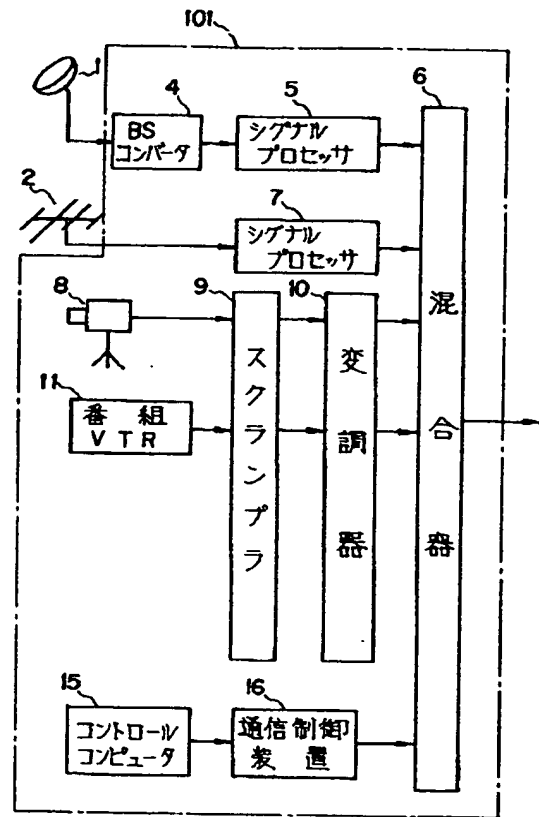 101
1
4
BS
コンバータ
5
シグナル
プロセッサ
6
混合器
2
7
シグナル
プロセッサ
8
9
スクランブラ
10
変調器
11
番組
VTR
15
コントロール
コンピュータ
16
通信制御
装置